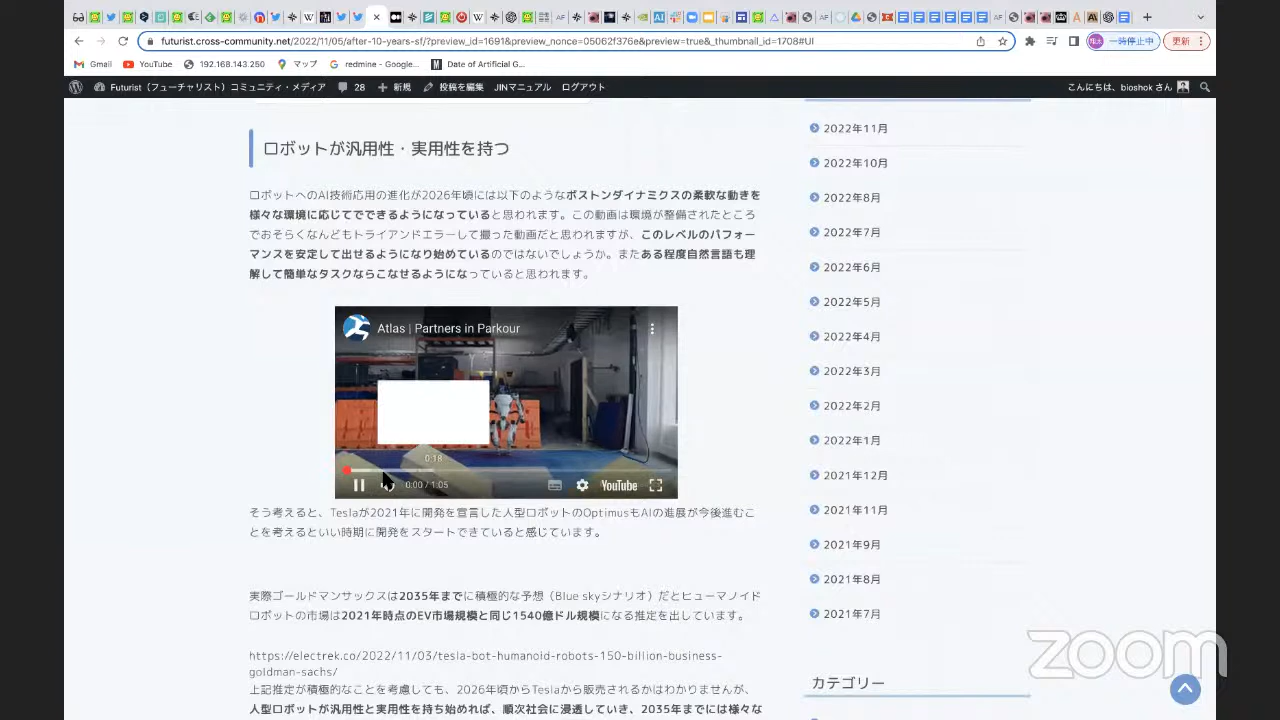 futurist.cross-community.net/2022/11/05/after-10-years-sf/?preview_id=1691&preview_nonce=05062f376e&preview=true&_thumbnail_id=1708#UI
一時停止中
更新
Gmail
YouTube
192.168.143.250
マップ
redmine - Google...
Date of Artificial G...
Futurist（フューチャリスト）コミュニティ・メディア
28
新規
投稿を編集
JINマニュアル
ログアウト
こんにちは、bioshok さん
ロボットが汎用性・実用性を持つ
ロボットへのAI技術応用の進化が2026年頃には以下のようなボストンダイナミクスの柔軟な動きを
様々な環境に応じてでできるようになっていると思われます。この動画は環境が整備されたところ
でおそらくなんどもトライアンドエラーして撮った動画だと思われますが、このレベルのパフォー
マンスを安定して出せるようになり始めているのではないでしょうか。またある程度自然言語も理
解して簡単なタスクならこなせるようになっていると思われます。
Atlas | Partners in Parkour
0:18
0:00 / 1:05
YouTube
そう考えると、Teslaが2021年に開発を宣言した人型ロボットのOptimusもAIの進展が今後進むこ
とを考えるといい時期に開発をスタートできていると感じています。
実際ゴールドマンサックスは2035年までに積極的な予想（Blue skyシナリオ）だとヒューマノイド
ロボットの市場は2021年時点のEV市場規模と同じ1540億ドル規模になる推定を出しています。
https://electrek.co/2022/11/03/tesla-bot-humanoid-robots-150-billion-business-
goldman-sachs/
上記推定が積極的なことを考慮しても、2026年頃からTeslaから販売されるかはわかりませんが、
人型ロボットが汎用性と実用性を持ち始めれば、順次社会に浸透していき、2035年までには様々な
2022年11月
2022年10月
2022年8月
2022年7月
2022年6月
2022年5月
2022年4月
2022年3月
2022年2月
2022年1月
2021年12月
2021年11月
2021年9月
2021年8月
2021年7月
カテゴリー
zoom